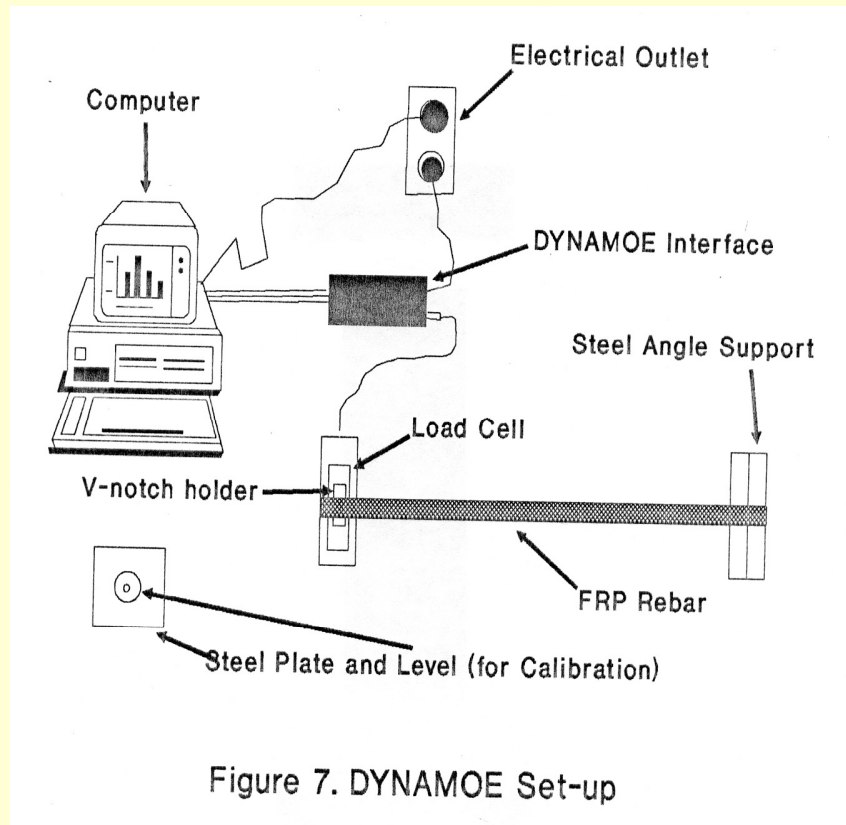 Electrical Outlet
Computer
DYNAMOE Interface
Steel Angle Support
Load Cell
V-notch holder
FRP Rebar
Steel Plate and Level (for Calibration)
Figure 7. DYNAMOE Set-up